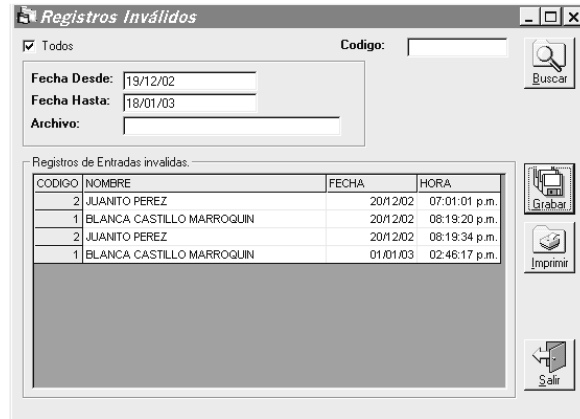 Registros Inválidos
Todos
Codigo:
Buscar
Fecha Desde: 19/12/02
Fecha Hasta: 18/01/03
Archivo:
Registros de Entradas invalidas.
CODIGO NOMBRE FECHA HORA
2 JUANITO PEREZ 20/12/02 07:01:01 p.m.
1 BLANCA CASTILLO MARROQUIN 20/12/02 08:19:20 p.m.
2 JUANITO PEREZ 20/12/02 08:19:34 p.m.
1 BLANCA CASTILLO MARROQUIN 01/01/03 02:46:17 p.m.
Grabar
Imprimir
Salir